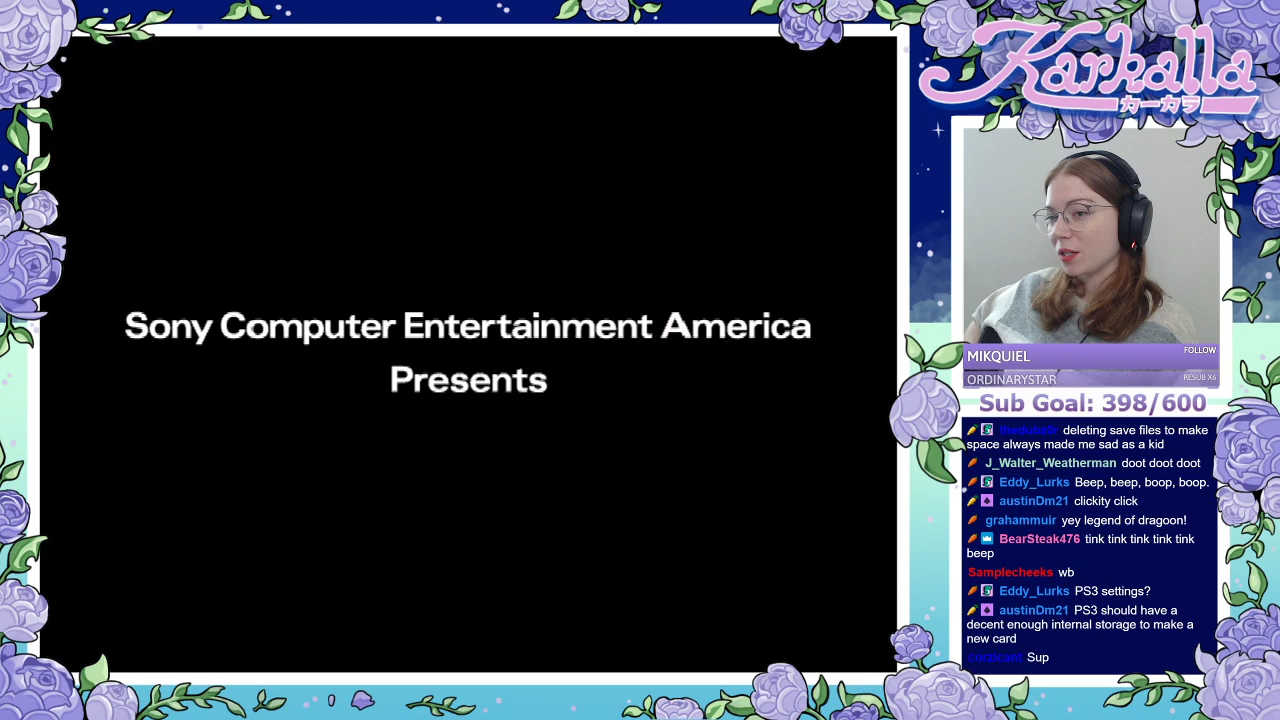 Karkalla
カーカラ
Sony Computer Entertainment America
Presents
MIKQUIEL
FOLLOW
ORDINARYSTAR
RESUB X6
Sub Goal: 398/600
thedubz0r deleting save files to make
space always made me sad as a kid
J_Walter_Weatherman doot doot doot
Eddy_Lurks Beep, beep, boop, boop.
austinDm21 clickity click
grahammuir yey legend of dragoon!
BearSteak476 tink tink tink tink tink
beep
Samplecheeks wb
Eddy_Lurks PS3 settings?
austinDm21 PS3 should have a
decent enough internal storage to make a
new card
corzicant Sup